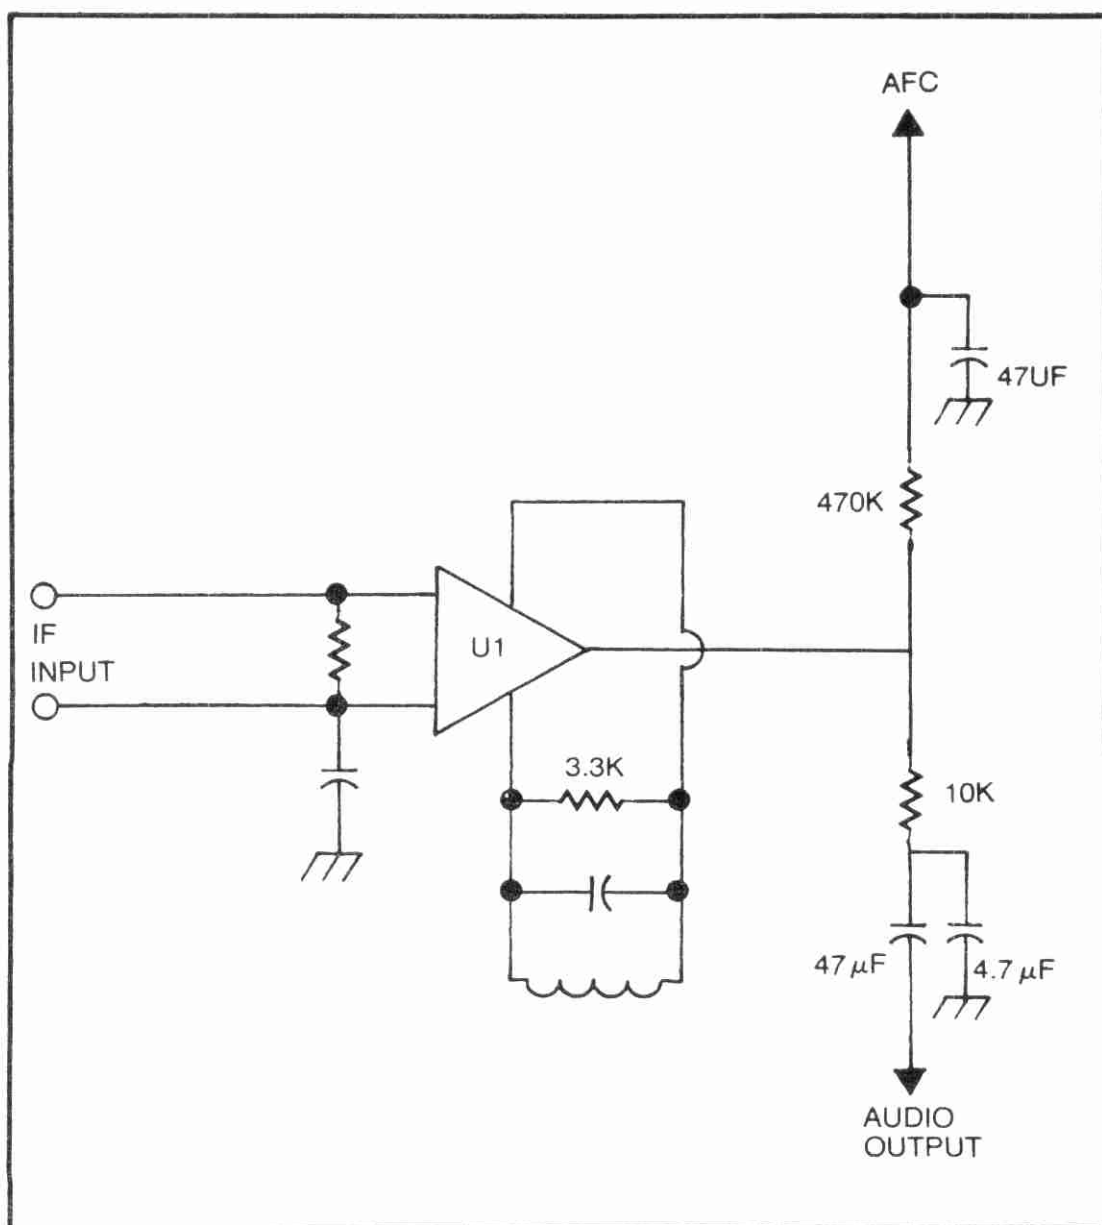 AFC
47UF
470K
IF
INPUT
U1
3.3K
10K
47 µF
4.7 µF
AUDIO
OUTPUT